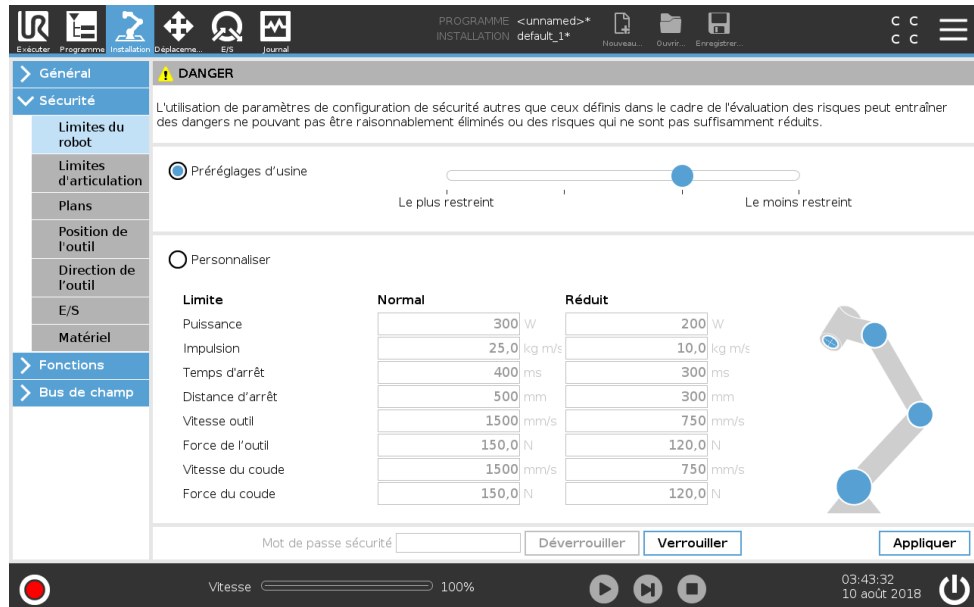 UR
PROGRAMME <unnamed>*
INSTALLATION default_1*
Exécuter
Programme
Installation
Déplaceme...
E/S
Journal
Nouveau...
Ouvrir...
Enregistrer...
C C
C C
Général
Sécurité
Limites du
robot
Limites
d'articulation
Plans
Position de
l'outil
Direction de
l'outil
E/S
Matériel
Fonctions
Bus de champ
DANGER
L'utilisation de paramètres de configuration de sécurité autres que ceux définis dans le cadre de l'évaluation des risques peut entraîner
des dangers ne pouvant pas être raisonnablement éliminés ou des risques qui ne sont pas suffisamment réduits.
Préréglages d'usine
Le plus restreint
Le moins restreint
Personnaliser
Limite Normal Réduit
Puissance 300 W 200 W
Impulsion 25,0 kg m/s 10,0 kg m/s
Temps d'arrêt 400 ms 300 ms
Distance d'arrêt 500 mm 300 mm
Vitesse outil 1500 mm/s 750 mm/s
Force de l'outil 150,0 N 120,0 N
Vitesse du coude 1500 mm/s 750 mm/s
Force du coude 150,0 N 120,0 N
Mot de passe sécurité Déverrouiller Verrouiller Appliquer
Vitesse 100%
03:43:32
10 août 2018